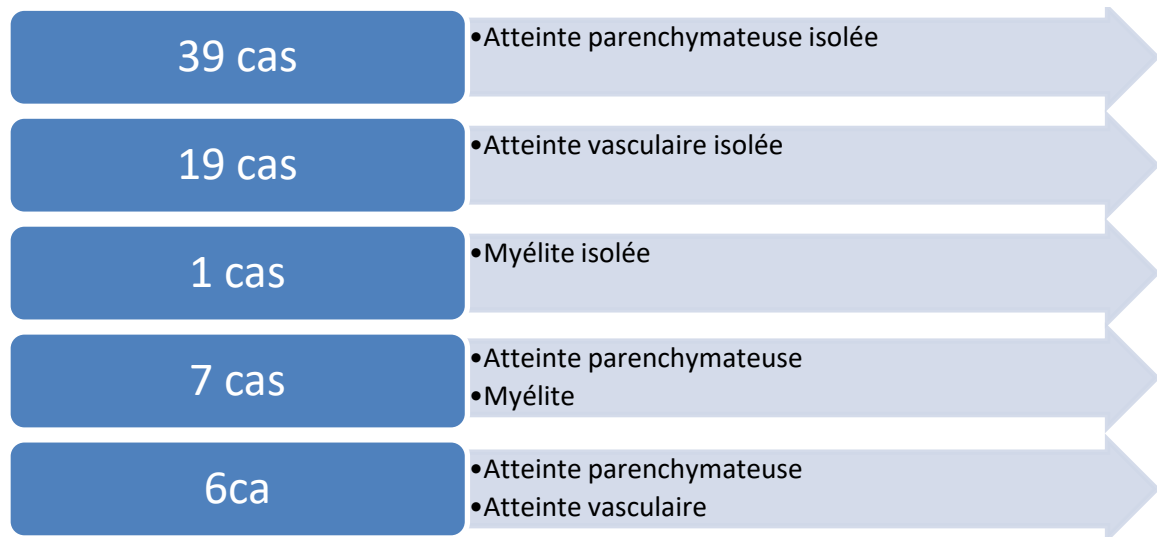 39 cas
•Atteinte parenchymateuse isolée
19 cas
•Atteinte vasculaire isolée
1 cas
•Myélite isolée
7 cas
•Atteinte parenchymateuse
•Myélite
6ca
•Atteinte parenchymateuse
•Atteinte vasculaire